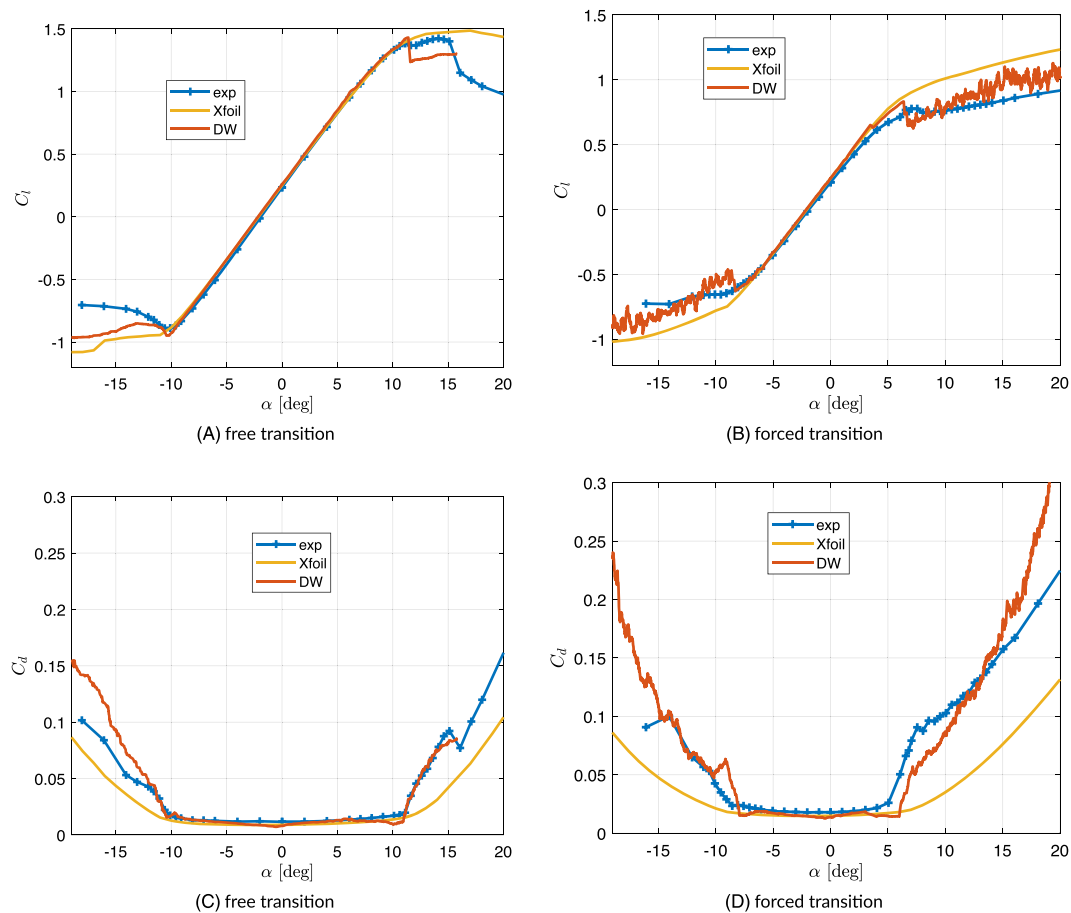 1.5
1
0.5
0
-0.5
-1
C_l
exp
Xfoil
DW
-15 -10 -5 0 5 10 15 20
α [deg]
(A) free transition
1.5
1
0.5
0
-0.5
-1
C_l
exp
Xfoil
DW
-15 -10 -5 0 5 10 15 20
α [deg]
(B) forced transition
0.3
0.25
0.2
0.15
0.1
0.05
0
C_d
exp
Xfoil
DW
-15 -10 -5 0 5 10 15 20
α [deg]
(C) free transition
0.3
0.25
0.2
0.15
0.1
0.05
0
C_d
exp
Xfoil
DW
-15 -10 -5 0 5 10 15 20
α [deg]
(D) forced transition